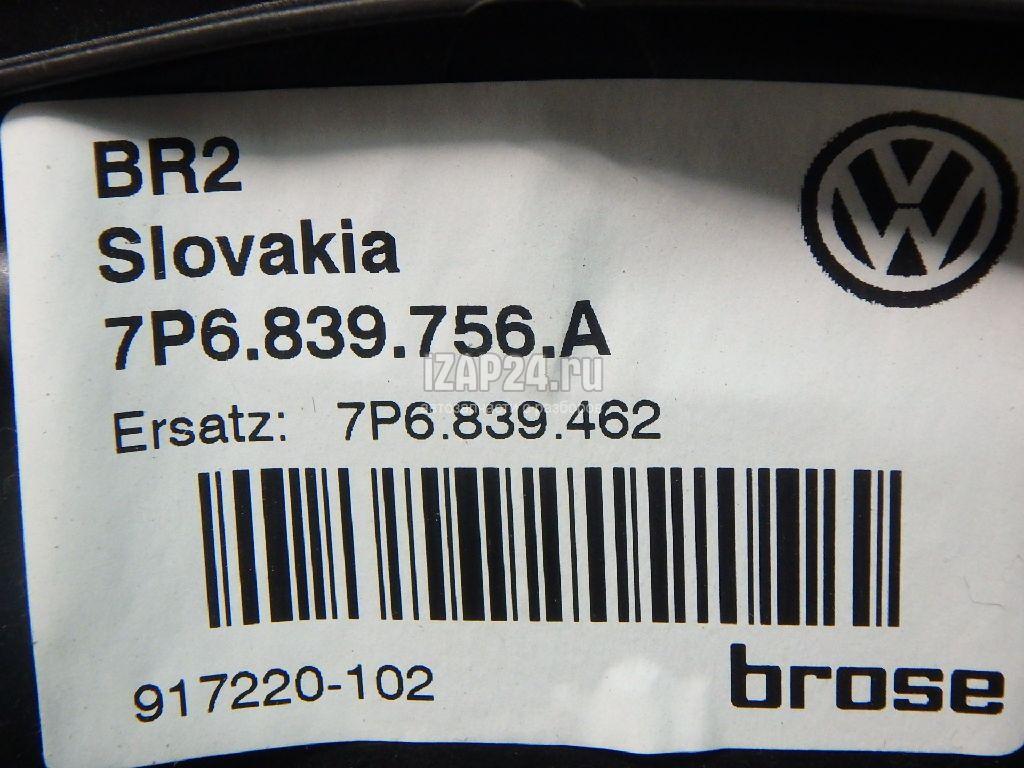 BR2
Slovakia
7P6.839.756.A
iZAP24.ru
Ersatz: 7P6.839.462
917220-102
brose